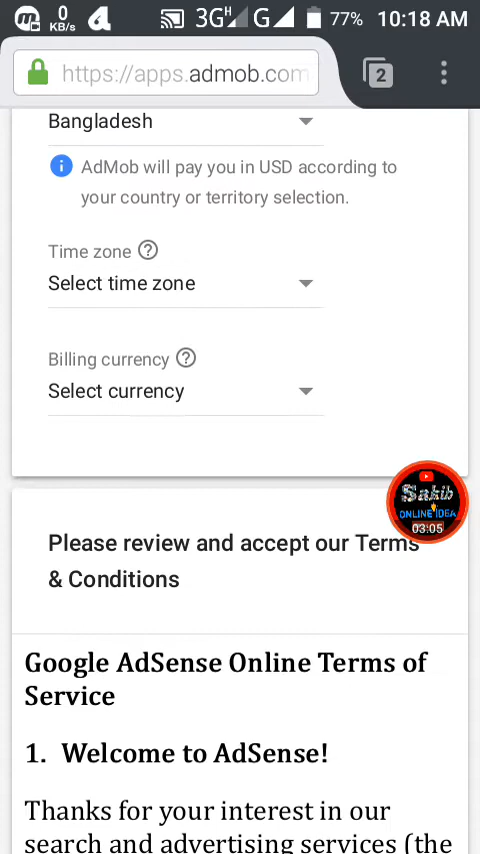 0
KB/s
3G
H
G
77%
10:18 AM
https://apps.admob.com
2
Bangladesh
AdMob will pay you in USD according to
your country or territory selection.
Time zone ?
Select time zone
Billing currency ?
Select currency
Sakib
ONLINE IDEA
03:05
Please review and accept our Terms
& Conditions
Google AdSense Online Terms of
Service
1. Welcome to AdSense!
Thanks for your interest in our
search and advertising services (the